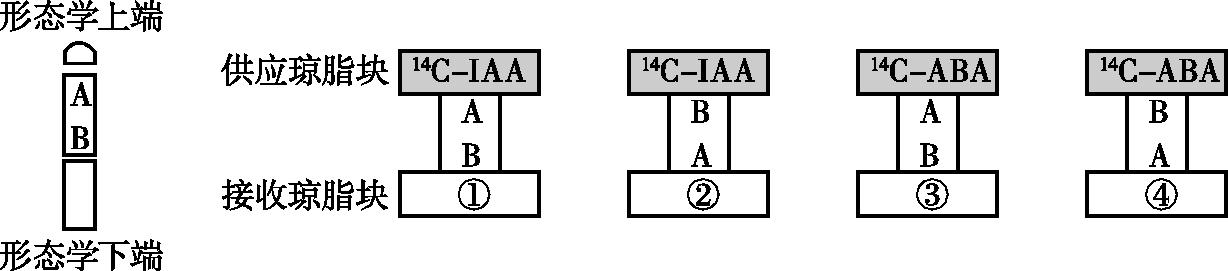 形态学上端
A
B
形态学下端
供应琼脂块 ¹⁴C-IAA ¹⁴C-IAA ¹⁴C-ABA ¹⁴C-ABA
A B A B
B A B A
接收琼脂块 ① ② ③ ④